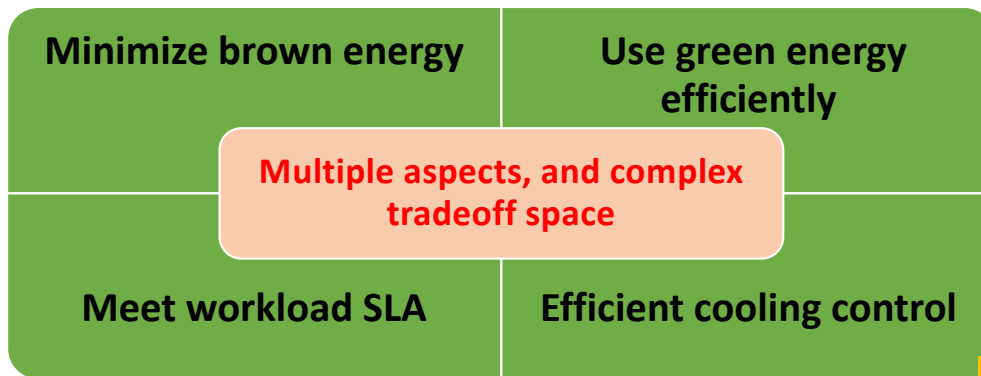 Minimize brown energy
Use green energy
efficiently
Multiple aspects, and complex
tradeoff space
Meet workload SLA
Efficient cooling control